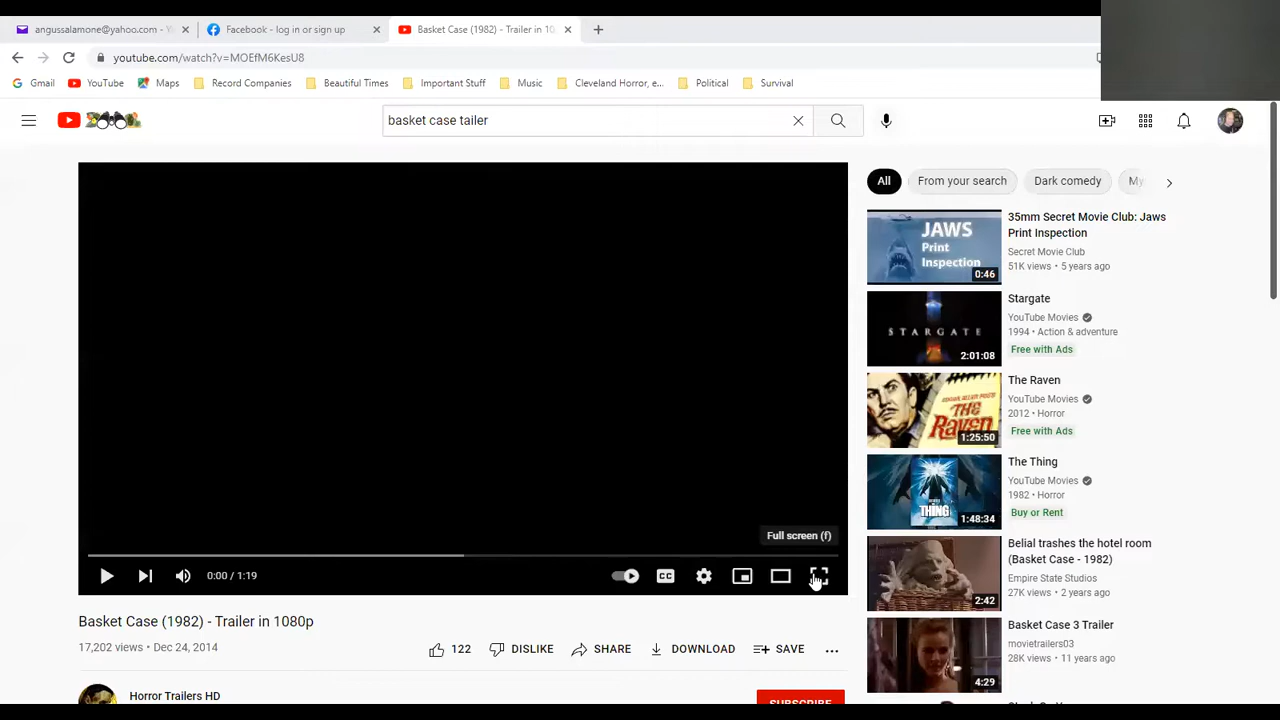 angussalamone@yahoo.com - Y
Facebook - log in or sign up
Basket Case (1982) - Trailer in 10
youtube.com/watch?v=MOEfM6KesU8
Gmail
YouTube
Maps
Record Companies
Beautiful Times
Important Stuff
Music
Cleveland Horror, e...
Political
Survival
basket case tailer
All
From your search
Dark comedy
My
JAWS
Print
Inspection
0:46
35mm Secret Movie Club: Jaws
Print Inspection
Secret Movie Club
51K views • 5 years ago
STARGATE
2:01:08
Stargate
YouTube Movies
1994 • Action & adventure
Free with Ads
THE
Raven
1:25:50
The Raven
YouTube Movies
2012 • Horror
Free with Ads
THE
THING
1:48:34
The Thing
YouTube Movies
1982 • Horror
Buy or Rent
2:42
Belial trashes the hotel room
(Basket Case - 1982)
Empire State Studios
27K views • 2 years ago
4:29
Basket Case 3 Trailer
movietrailers03
28K views • 11 years ago
Full screen (f)
0:00 / 1:19
CC
Basket Case (1982) - Trailer in 1080p
17,202 views • Dec 24, 2014
122
DISLIKE
SHARE
DOWNLOAD
SAVE
Horror Trailers HD
SUBSCRIBE